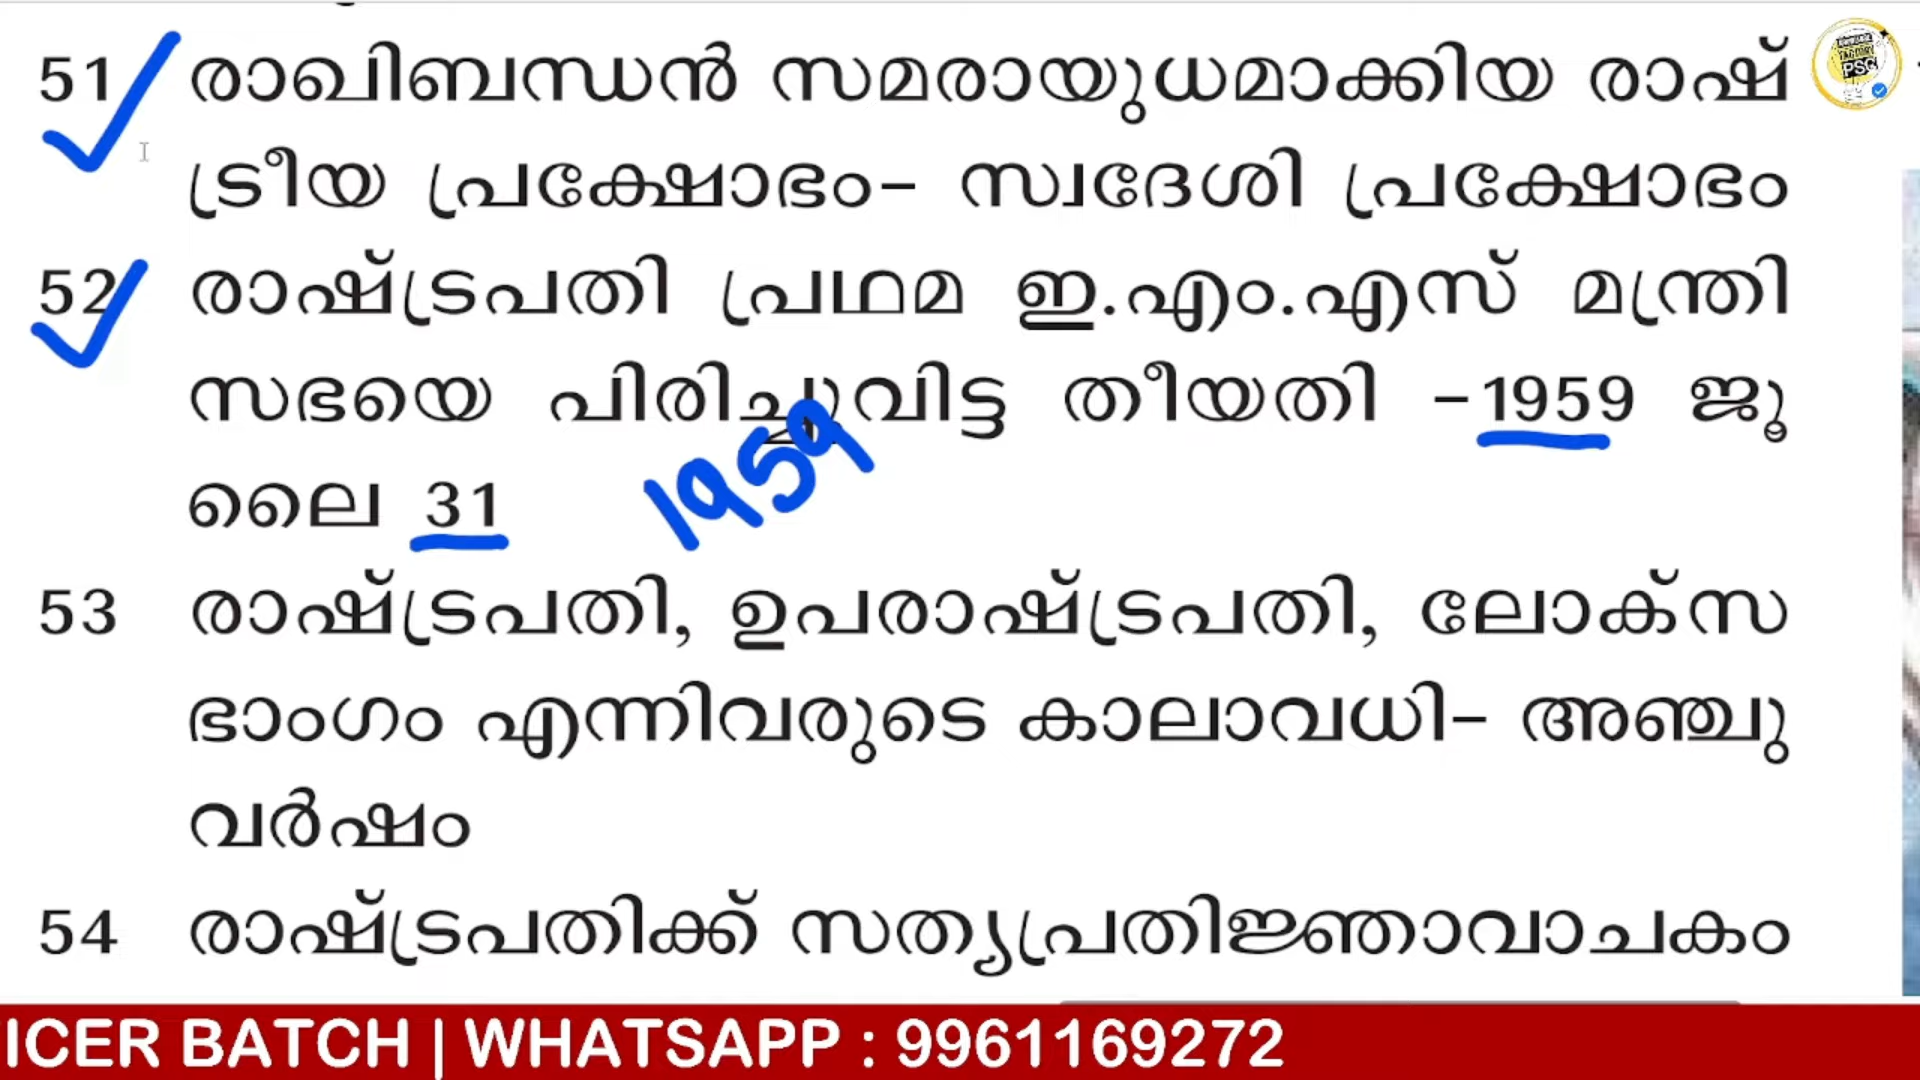 51 രാഖിബന്ധൻ സമരായുധമാക്കിയ രാഷ്
ട്രീയ പ്രക്ഷോഭം- സ്വദേശി പ്രക്ഷോഭം
52 രാഷ്ട്രപതി പ്രഥമ ഇ.എം.എസ് മന്ത്രി
സഭയെ പിരിച്ചുവിട്ട തീയതി -1959 ജൂ
ലൈ 31
1959
53 രാഷ്ട്രപതി, ഉപരാഷ്ട്രപതി, ലോക്സ
ഭാംഗം എന്നിവരുടെ കാലാവധി- അഞ്ചു
വർഷം
54 രാഷ്ട്രപതിക്ക് സത്യപ്രതിജ്ഞാവാചകം
ICER BATCH | WHATSAPP : 9961169272
PSC